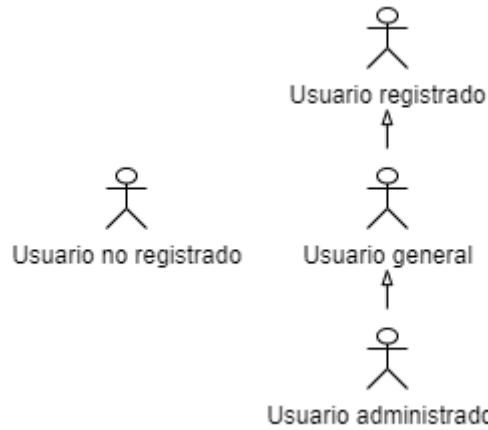 Usuario registrado
Usuario no registrado
Usuario general
Usuario administrado